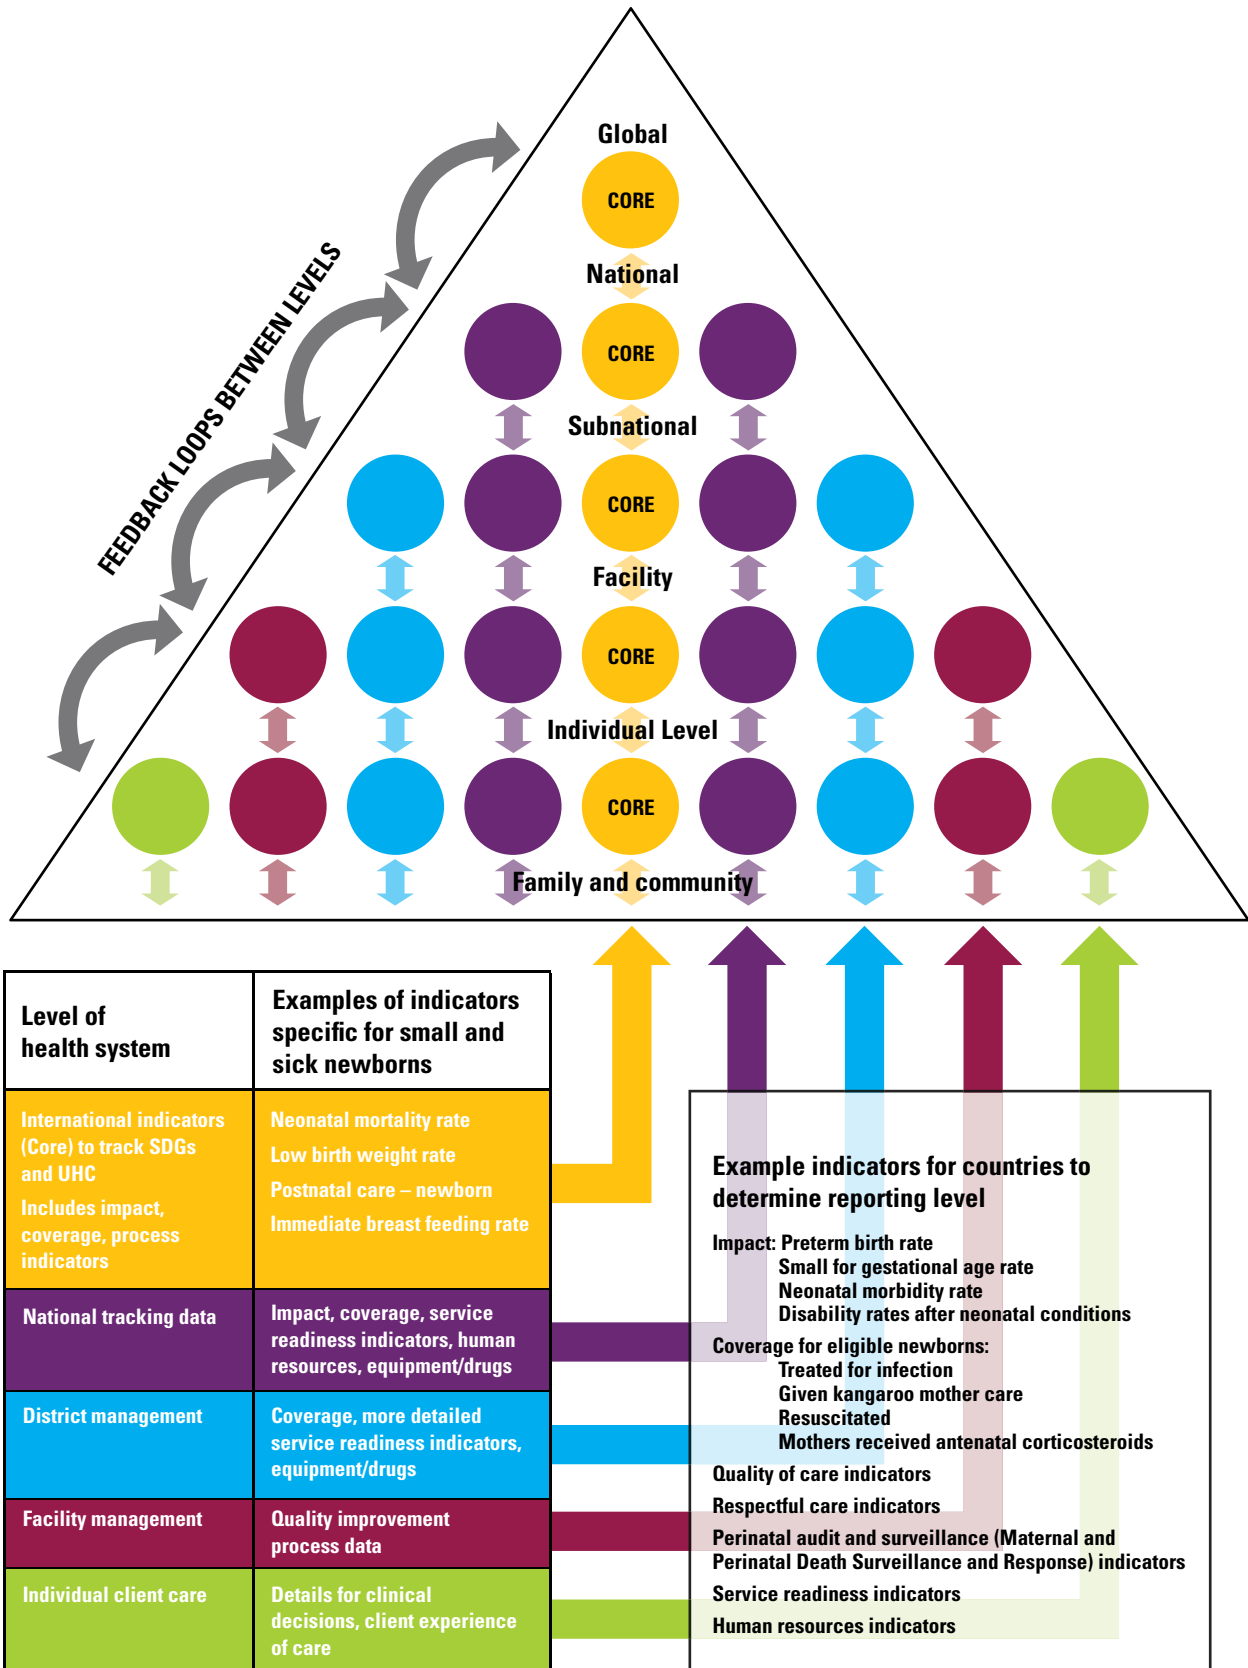 Global
CORE
National
CORE
Subnational
CORE
Facility
CORE
Individual Level
CORE
Family and community
FEEDBACK LOOPS BETWEEN LEVELS
Level of
health system
Examples of indicators
specific for small and
sick newborns
International indicators
(Core) to track SDGs
and UHC
Includes impact,
coverage, process
indicators
Neonatal mortality rate
Low birth weight rate
Postnatal care – newborn
Immediate breast feeding rate
National tracking data
Impact, coverage, service
readiness indicators, human
resources, equipment/drugs
District management
Coverage, more detailed
service readiness indicators,
equipment/drugs
Facility management
Quality improvement
process data
Individual client care
Details for clinical
decisions, client experience
of care
Example indicators for countries to
determine reporting level
Impact: Preterm birth rate
Small for gestational age rate
Neonatal morbidity rate
Disability rates after neonatal conditions
Coverage for eligible newborns:
Treated for infection
Given kangaroo mother care
Resuscitated
Mothers received antenatal corticosteroids
Quality of care indicators
Respectful care indicators
Perinatal audit and surveillance (Maternal and
Perinatal Death Surveillance and Response) indicators
Service readiness indicators
Human resources indicators